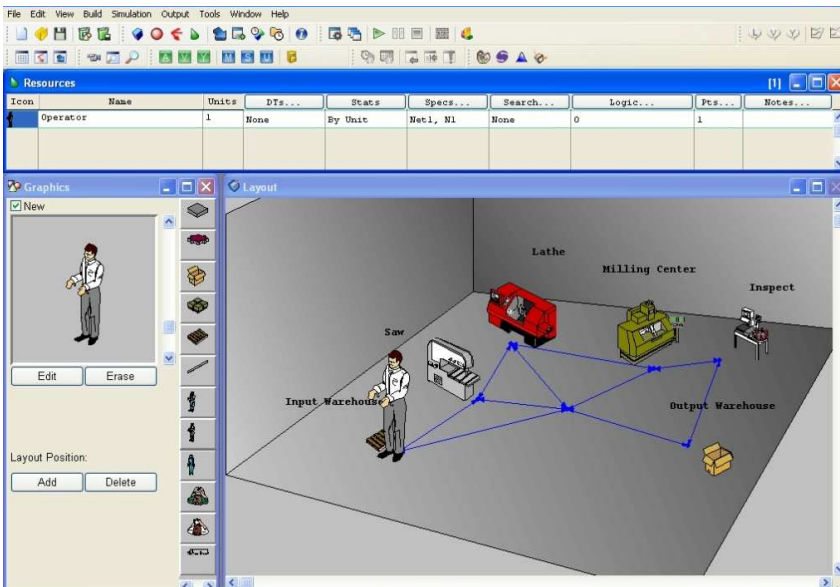 File Edit View Build Simulation Output Tools Window Help
Resources [1]
Icon Name Units DTs... Stats Specs... Search... Logic... Pts... Notes...
Operator 1 None By Unit Net1, N1 None 0 1
Graphics
New
Edit Erase
Layout Position:
Add Delete
Layout
Lathe
Milling Center
Inspect
Saw
Input Warehouse
Output Warehouse